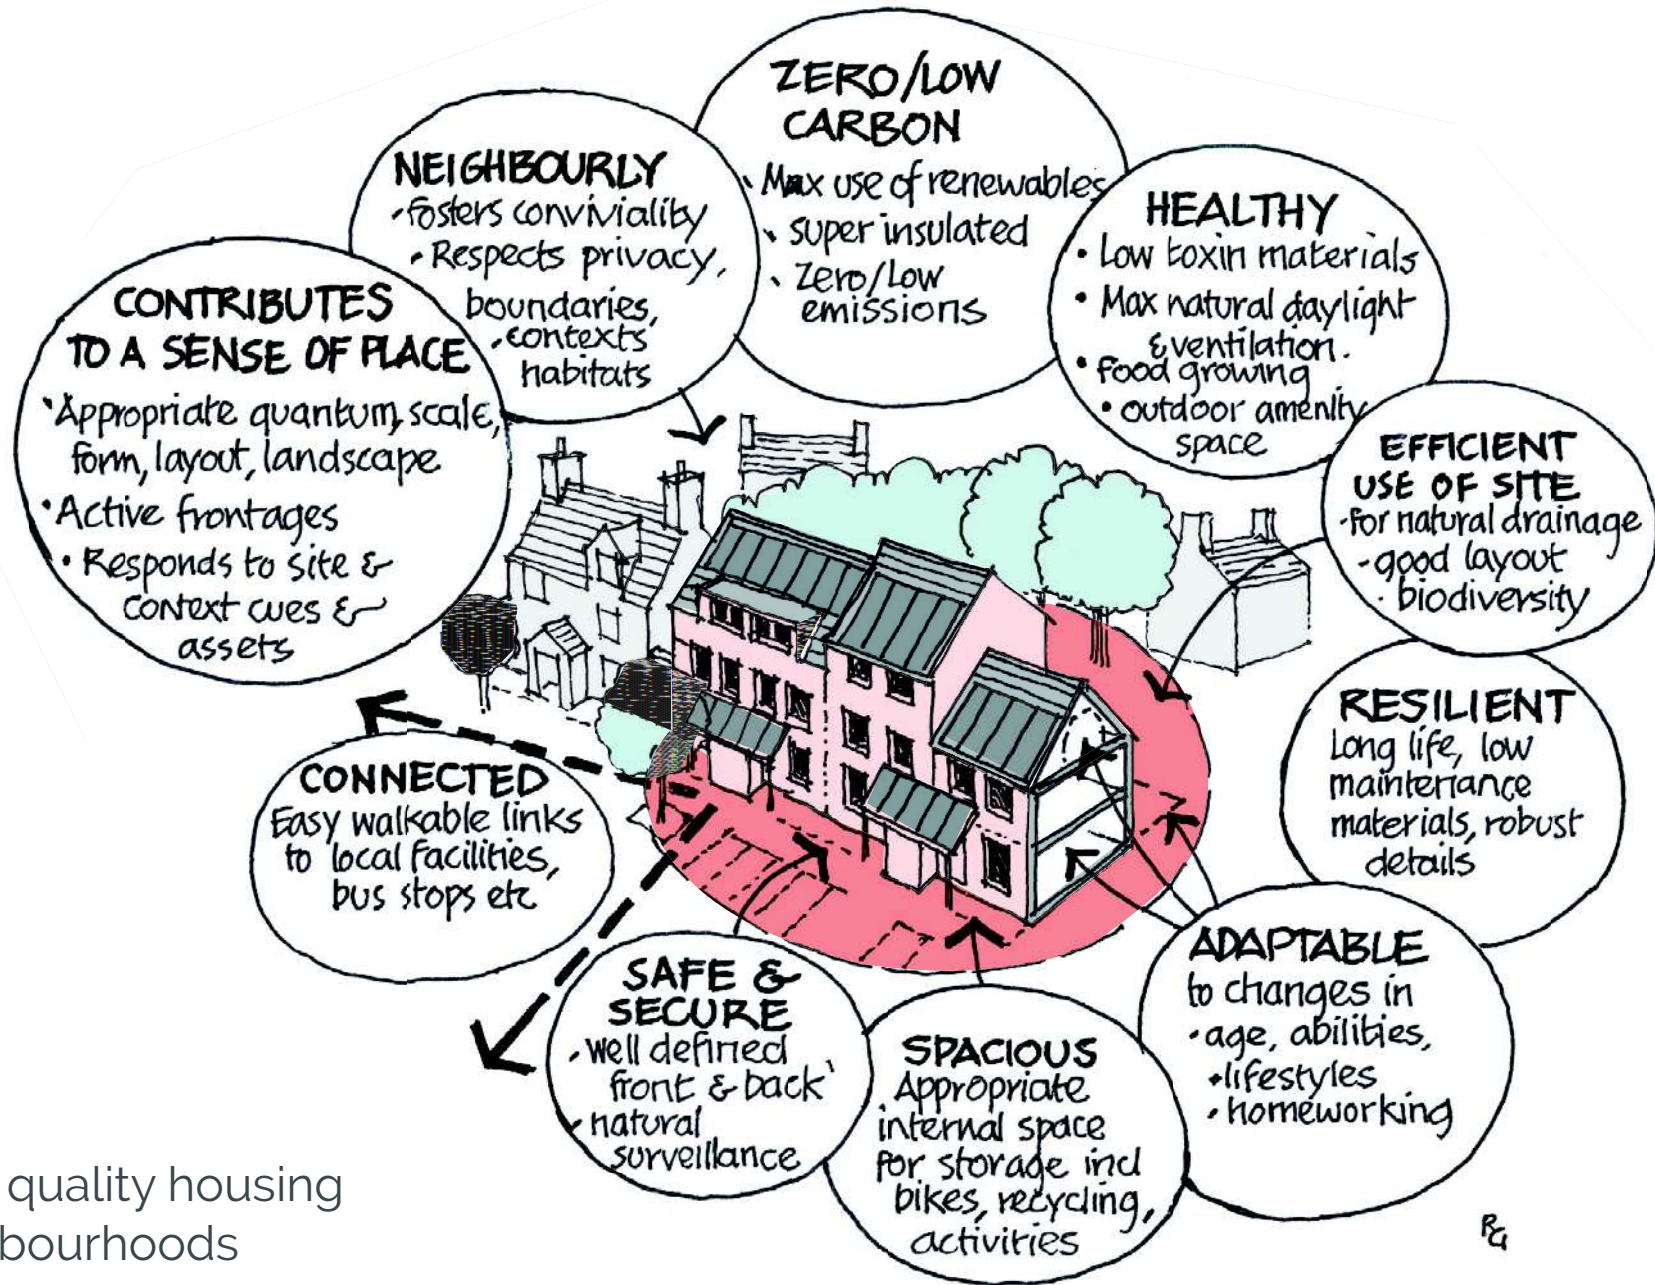 ZERO/LOW
CARBON
Max use of renewables
super insulated
Zero/Low
emissions
NEIGHBOURLY
fosters conviviality
Respects privacy,
boundaries,
contexts
habitats
HEALTHY
Low toxin materials
Max natural daylight
& ventilation.
food growing
outdoor amenity
space
CONTRIBUTES
TO A SENSE OF PLACE
Appropriate quantum, scale,
form, layout, landscape
Active frontages
Responds to site &
context cues &
assets
EFFICIENT
USE OF SITE
-for natural drainage
-good layout
biodiversity
RESILIENT
Long life, low
maintenance
materials, robust
details
CONNECTED
Easy walkable links
to local facilities,
bus stops etc
ADAPTABLE
to changes in
age, abilities,
lifestyles
homeworking
SAFE &
SECURE
well defined
front & back
natural
surveillance
SPACIOUS
Appropriate
internal space
for storage incl
bikes, recycling,
activities
quality housing
bourhoods
RG